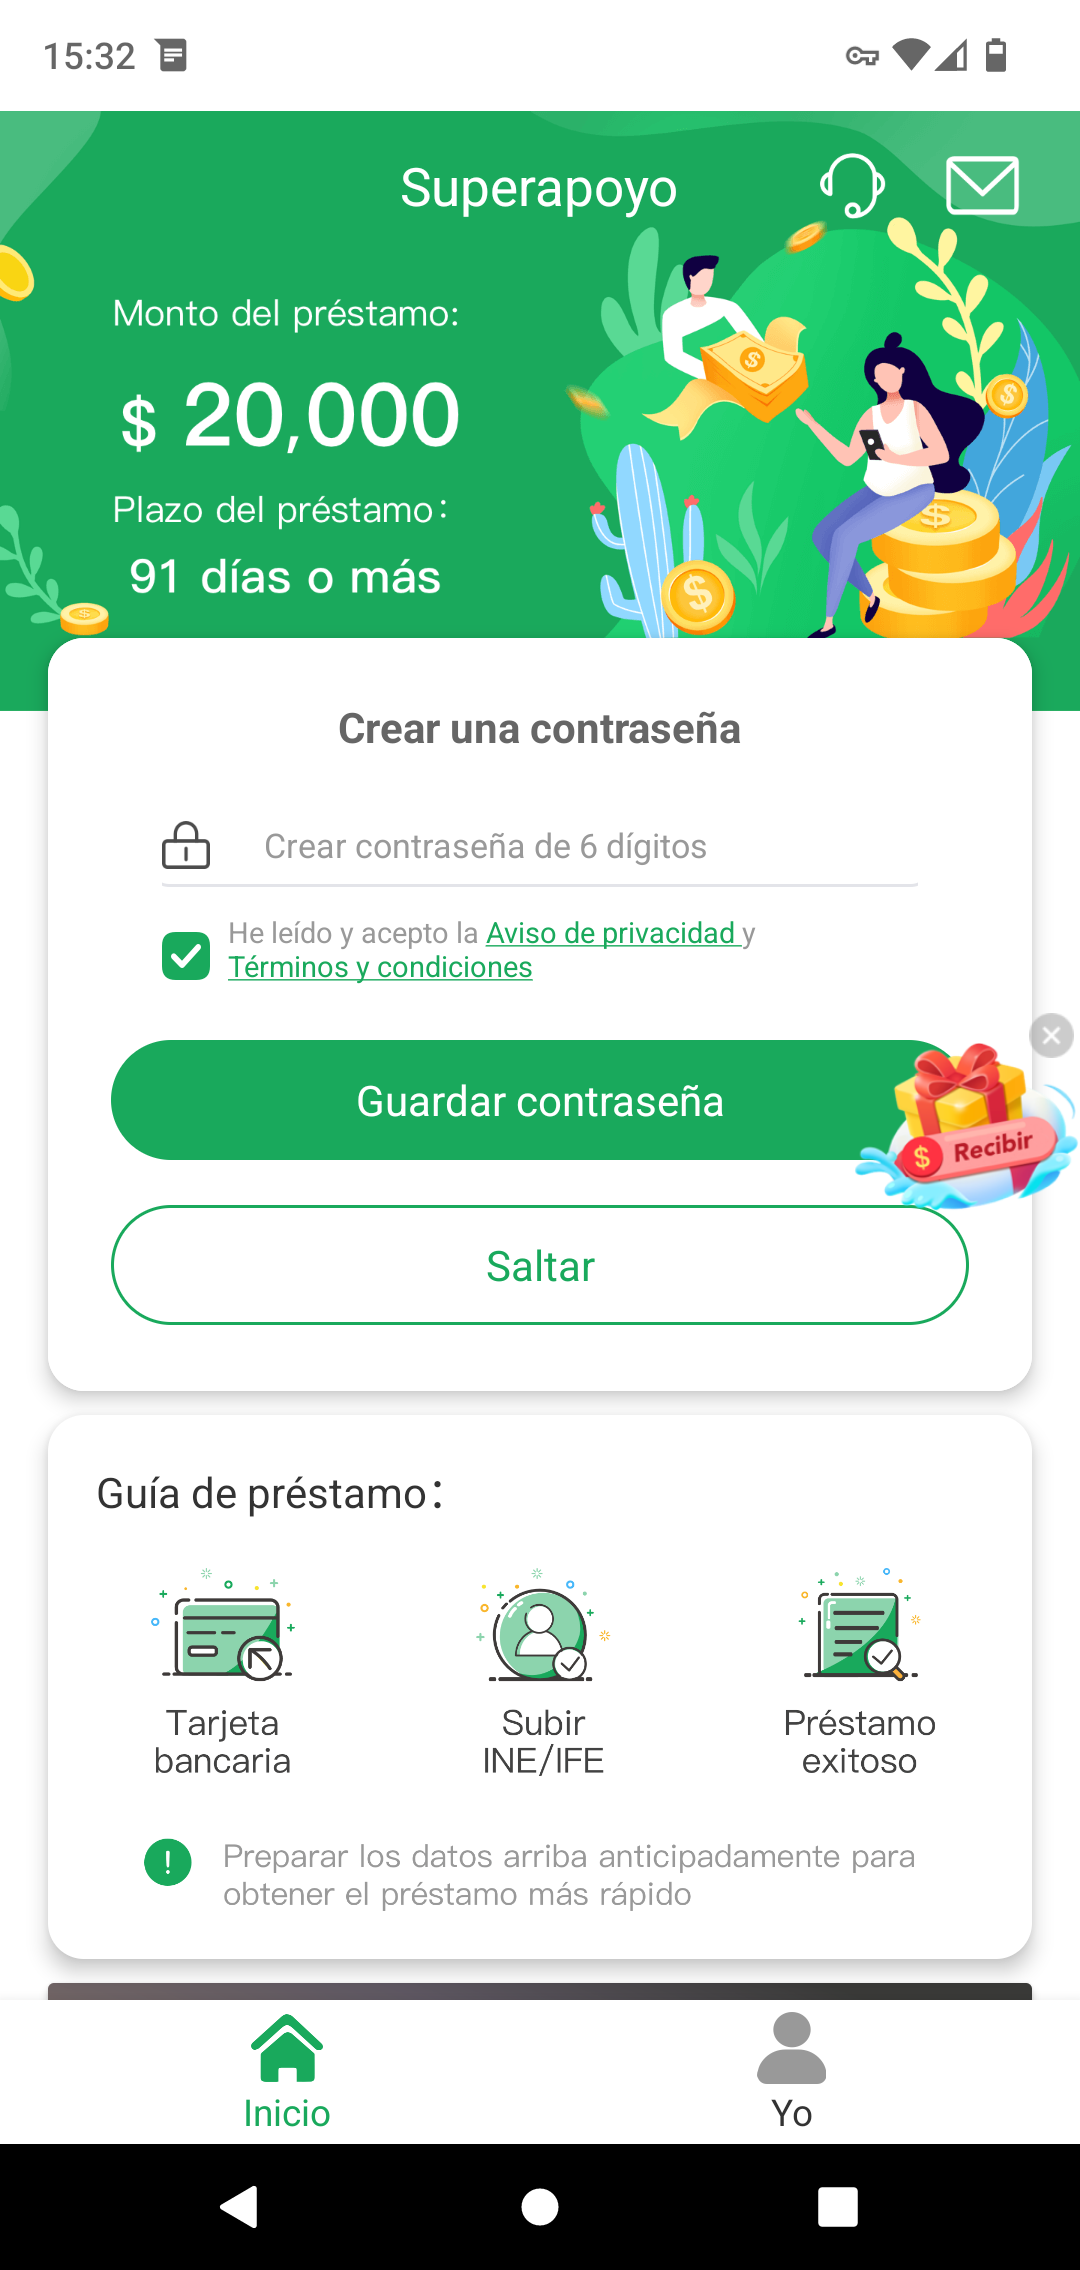 15:32
Superapoyo
Monto del préstamo:
$ 20,000
Plazo del préstamo:
91 días o más
Crear una contraseña
Crear contraseña de 6 dígitos
He leído y acepto la Aviso de privacidad y
Términos y condiciones
Guardar contraseña
$ Recibir
Saltar
Guía de préstamo:
Tarjeta
bancaria
Subir
INE/IFE
Préstamo
exitoso
Preparar los datos arriba anticipadamente para
obtener el préstamo más rápido
Inicio
Yo